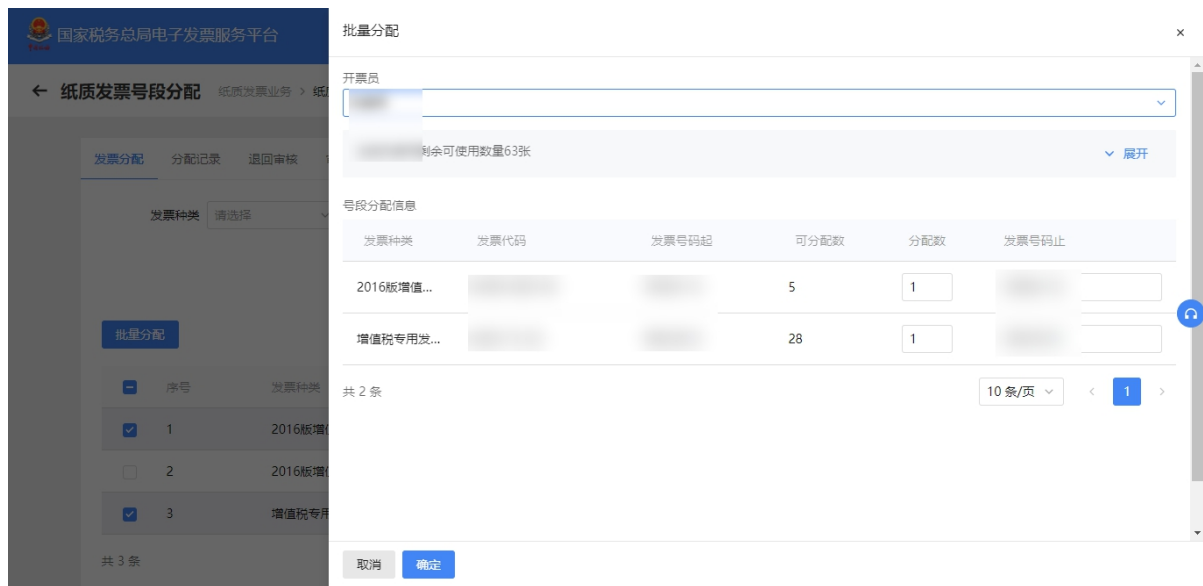 国家税务总局电子发票服务平台
批量分配
×
纸质发票号段分配 纸质发票业务 > 纸
开票员
剩余可使用数量63张
展开
发票分配 分配记录 退回审核
发票种类 请选择
号段分配信息
发票种类 发票代码 发票号码起 可分配数 分配数 发票号码止
2016版增值... 5 1
增值税专用发... 28 1
批量分配
共 2 条 10 条/页 < 1 >
序号 发票种类
1 2016版增
2 2016版增
3 增值税专用
共 3 条
取消 确定